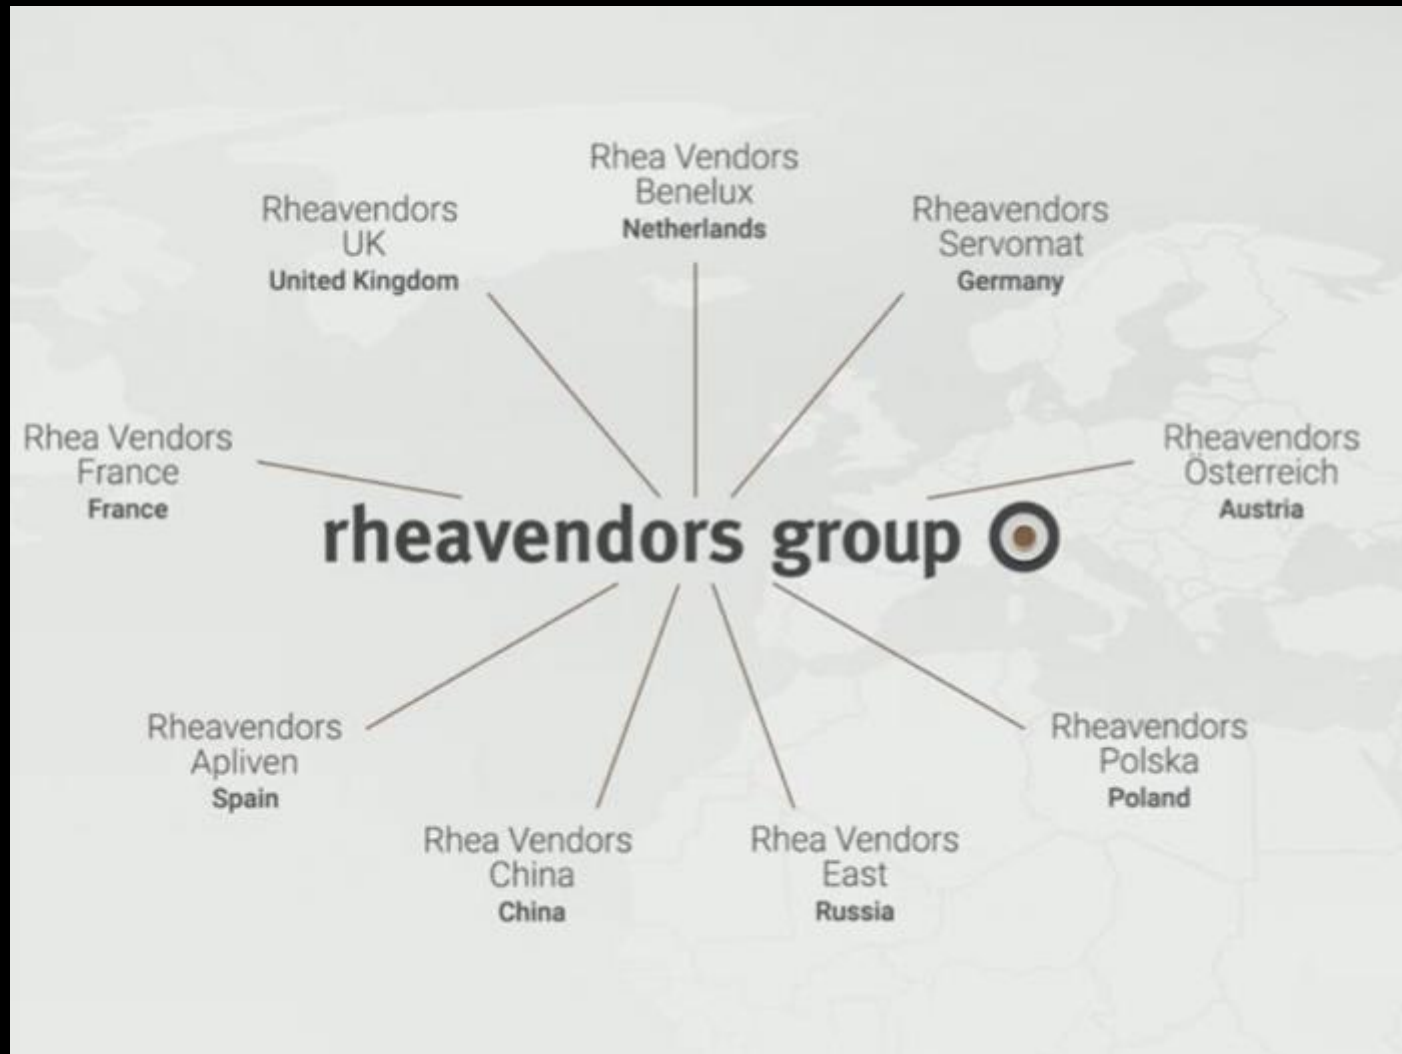 Rhea Vendors
Benelux
Netherlands
Rheavendors
UK
United Kingdom
Rheavendors
Servomat
Germany
Rhea Vendors
France
France
Rheavendors
Österreich
Austria
rheavendors group
Rheavendors
Apliven
Spain
Rheavendors
Polska
Poland
Rhea Vendors
China
China
Rhea Vendors
East
Russia